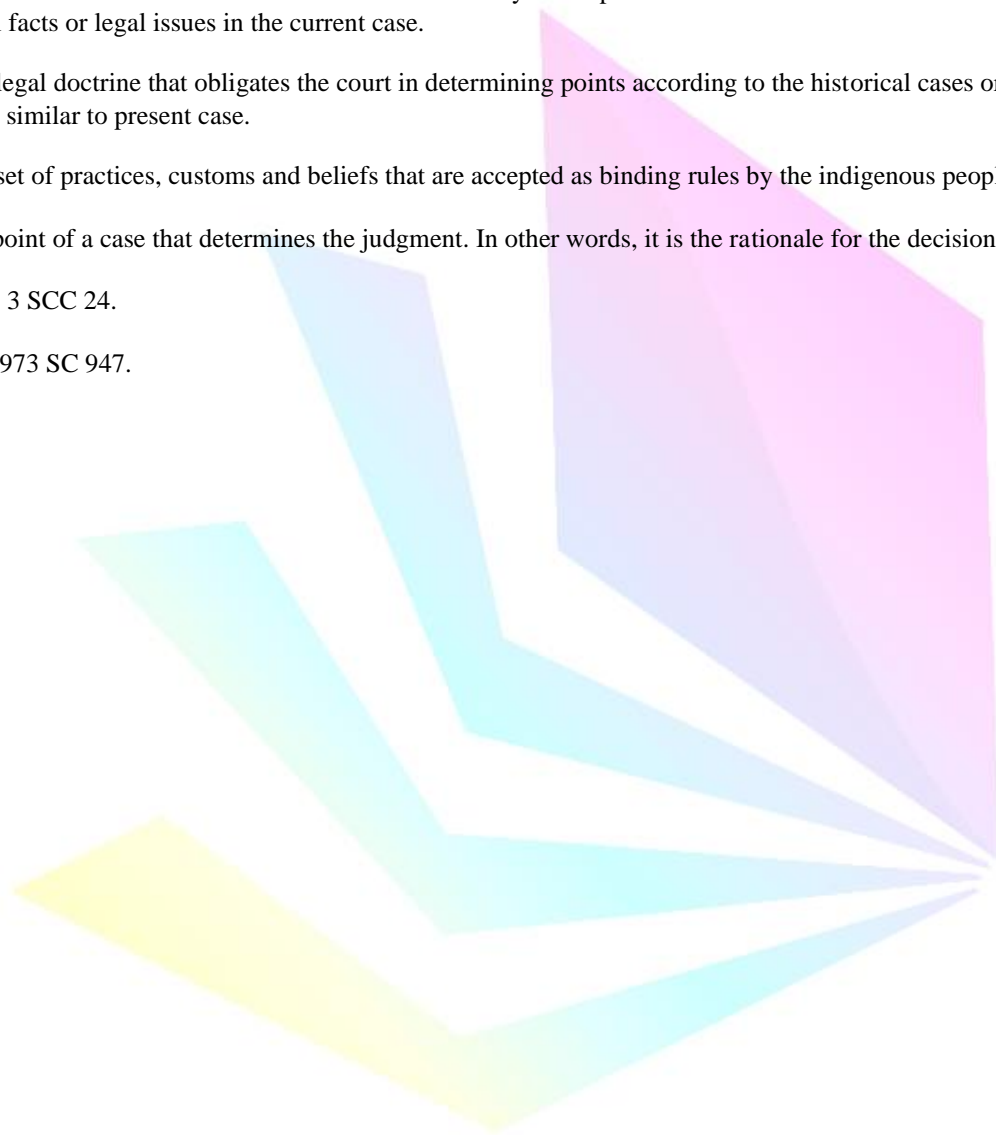 facts or legal issues in the current case.
legal doctrine that obligates the court in determining points according to the historical cases
similar to present case.
set of practices, customs and beliefs that are accepted as binding rules by the indigenous
point of a case that determines the judgment. In other words, it is the rationale for the decision
3 SCC 24.
973 SC 947.